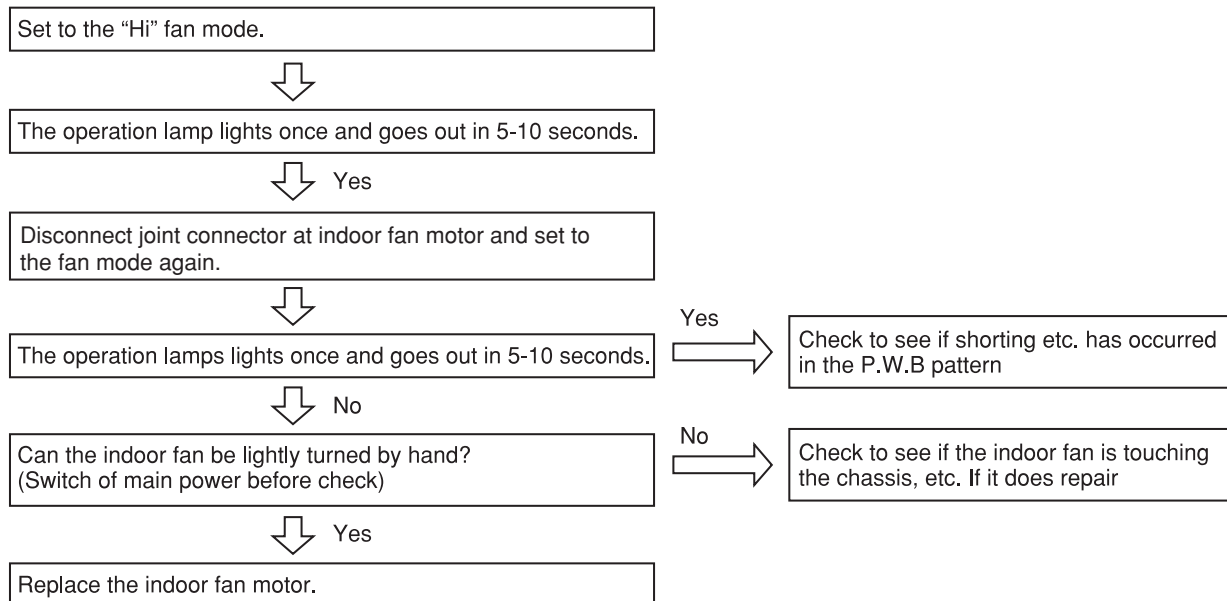 Set to the “Hi” fan mode.
The operation lamp lights once and goes out in 5-10 seconds.
Yes
Disconnect joint connector at indoor fan motor and set to
the fan mode again.
The operation lamps lights once and goes out in 5-10 seconds.
Yes
Check to see if shorting etc. has occurred
in the P.W.B pattern
No
Can the indoor fan be lightly turned by hand?
(Switch of main power before check)
No
Check to see if the indoor fan is touching
the chassis, etc. If it does repair
Yes
Replace the indoor fan motor.